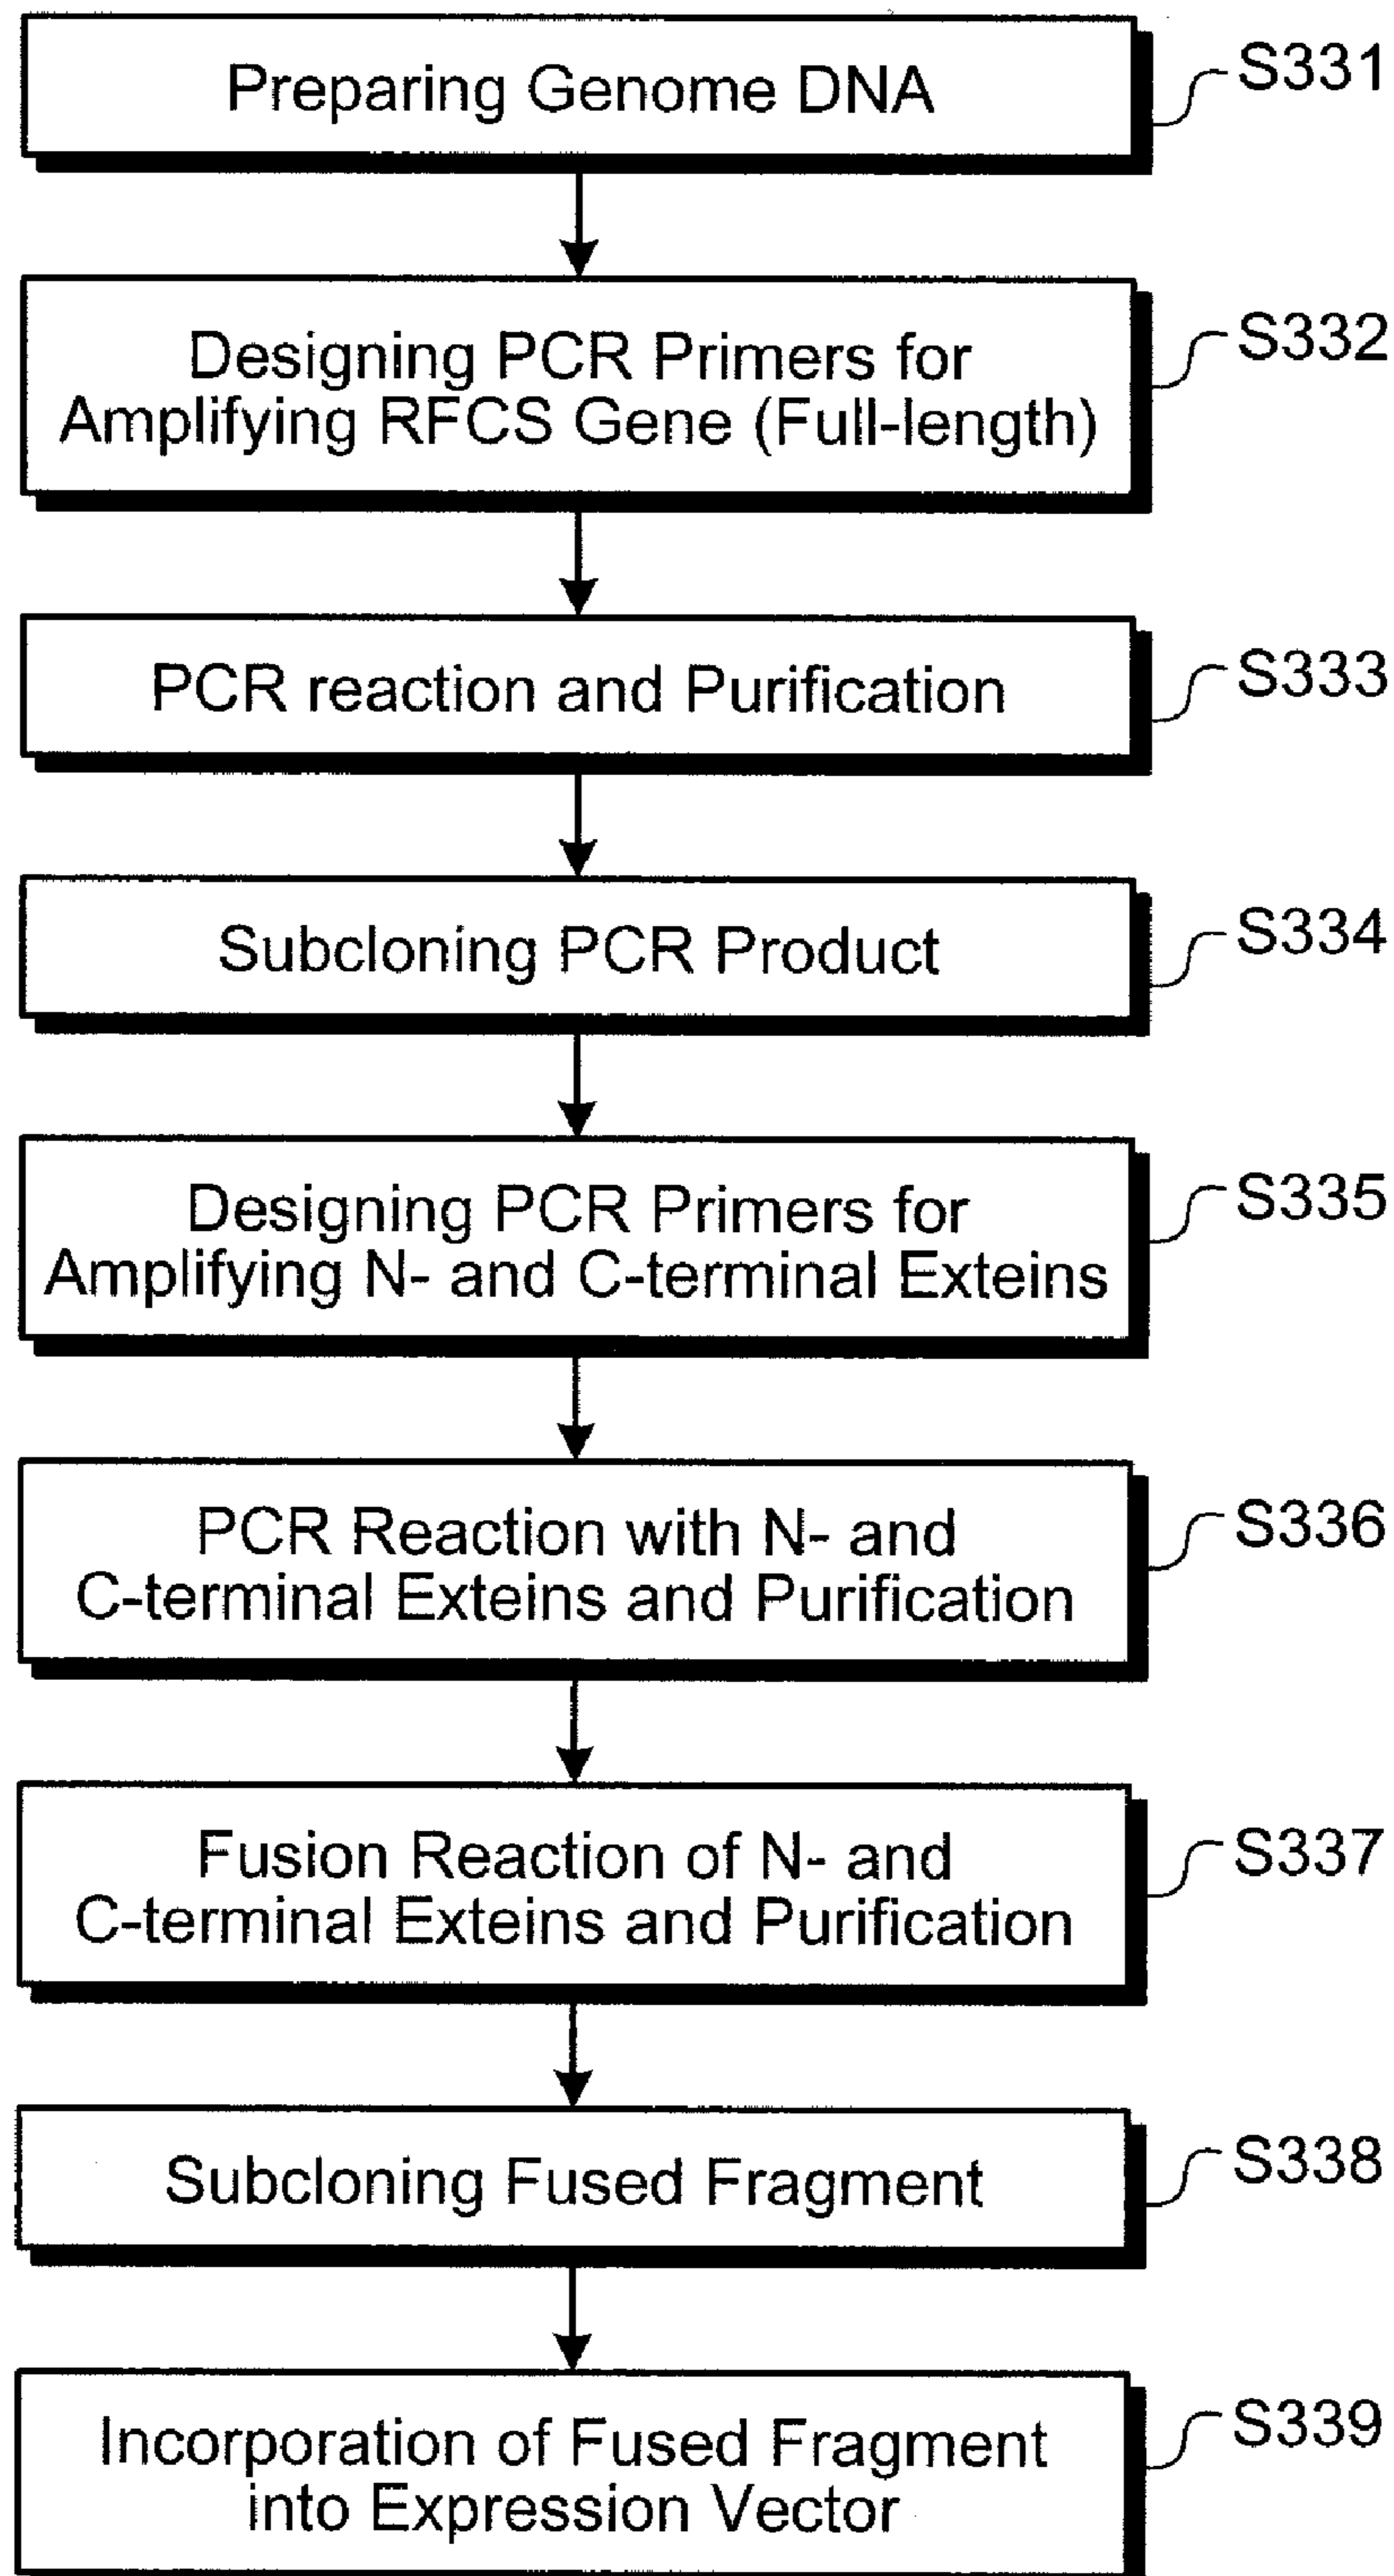 Preparing Genome DNA
S331
Designing PCR Primers for
Amplifying RFCS Gene (Full-length)
S332
PCR reaction and Purification
S333
Subcloning PCR Product
S334
Designing PCR Primers for
Amplifying N- and C-terminal Exteins
S335
PCR Reaction with N- and
C-terminal Exteins and Purification
S336
Fusion Reaction of N- and
C-terminal Exteins and Purification
S337
Subcloning Fused Fragment
S338
Incorporation of Fused Fragment
into Expression Vector
S339